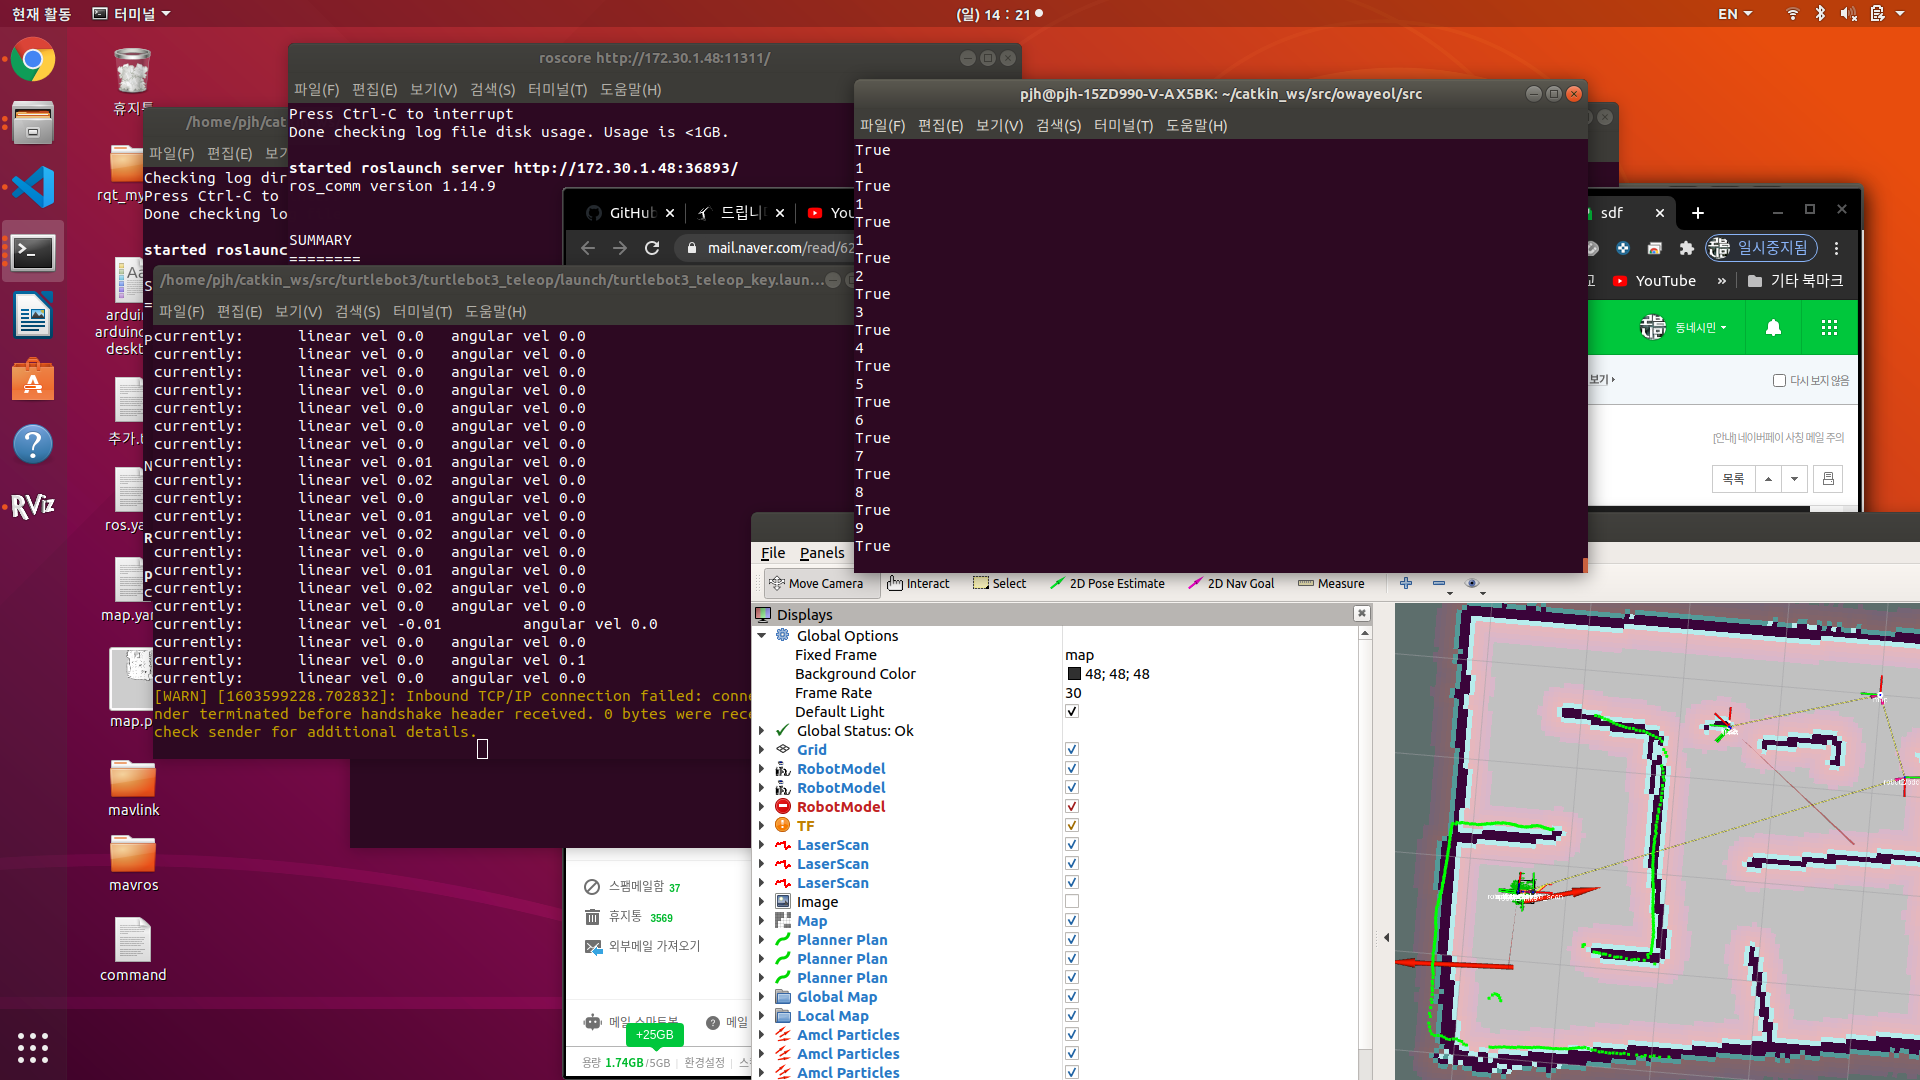 현재 활동
터미널
(일) 14 : 21
EN
휴지통
rqt_my
arduin
arduino
deskt
추가.t
ros.ya
map.yam
map.p
mavlink
mavros
command
RViz
roscore http://172.30.1.48:11311/
파일(F) 편집(E) 보기(V) 검색(S) 터미널(T) 도움말(H)
Press Ctrl-C to interrupt
Done checking log file disk usage. Usage is <1GB.
started roslaunch server http://172.30.1.48:36893/
ros_comm version 1.14.9
SUMMARY
========
/home/pjh/cat
파일(F) 편집(E) 보기
Checking log dir
Press Ctrl-C to
Done checking lo
started roslaunc
/home/pjh/catkin_ws/src/turtlebot3/turtlebot3_teleop/launch/turtlebot3_teleop_key.laun...
파일(F) 편집(E) 보기(V) 검색(S) 터미널(T) 도움말(H)
currently: linear vel 0.0 angular vel 0.0
currently: linear vel 0.0 angular vel 0.0
currently: linear vel 0.0 angular vel 0.0
currently: linear vel 0.0 angular vel 0.0
currently: linear vel 0.0 angular vel 0.0
currently: linear vel 0.0 angular vel 0.0
currently: linear vel 0.0 angular vel 0.0
currently: linear vel 0.01 angular vel 0.0
currently: linear vel 0.02 angular vel 0.0
currently: linear vel 0.0 angular vel 0.0
currently: linear vel 0.01 angular vel 0.0
currently: linear vel 0.02 angular vel 0.0
currently: linear vel 0.0 angular vel 0.0
currently: linear vel 0.01 angular vel 0.0
currently: linear vel 0.02 angular vel 0.0
currently: linear vel 0.0 angular vel 0.0
currently: linear vel -0.01 angular vel 0.0
currently: linear vel 0.0 angular vel 0.0
currently: linear vel 0.0 angular vel 0.1
currently: linear vel 0.0 angular vel 0.0
[WARN] [1603599228.702832]: Inbound TCP/IP connection failed: conne
nder terminated before handshake header received. 0 bytes were rece
check sender for additional details.
pjh@pjh-15ZD990-V-AX5BK: ~/catkin_ws/src/owayeol/src
파일(F) 편집(E) 보기(V) 검색(S) 터미널(T) 도움말(H)
True
1
True
1
True
1
True
2
True
3
True
4
True
5
True
6
True
7
True
8
True
9
True
GitHub
드립니
You
sdf
mail.naver.com/read/62
일시중지됨
YouTube
»
기타 북마크
동네시민
보기
다시 보지 않음
[안내] 네이버페이 사칭 메일 주의
목록
스팸메일함 37
휴지통 3569
외부메일 가져오기
메일 스마트봇
메일
+25GB
용량 1.74GB/5GB
환경설정
File Panels
Move Camera
Interact
Select
2D Pose Estimate
2D Nav Goal
Measure
Displays
Global Options
Fixed Frame map
Background Color 48; 48; 48
Frame Rate 30
Default Light
Global Status: Ok
Grid
RobotModel
RobotModel
RobotModel
TF
LaserScan
LaserScan
LaserScan
Image
Map
Planner Plan
Planner Plan
Planner Plan
Global Map
Local Map
Amcl Particles
Amcl Particles
Amcl Particles